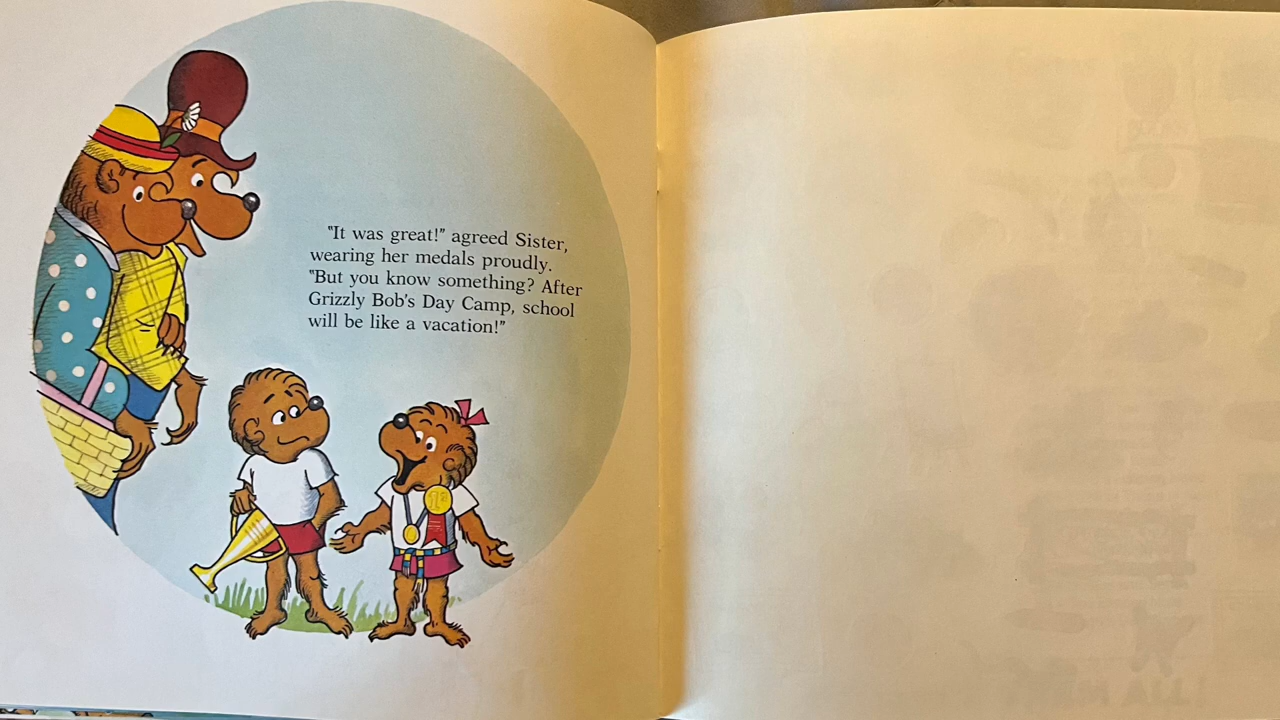 "It was great!" agreed Sister,
wearing her medals proudly.
"But you know something? After
Grizzly Bob's Day Camp, school
will be like a vacation!"